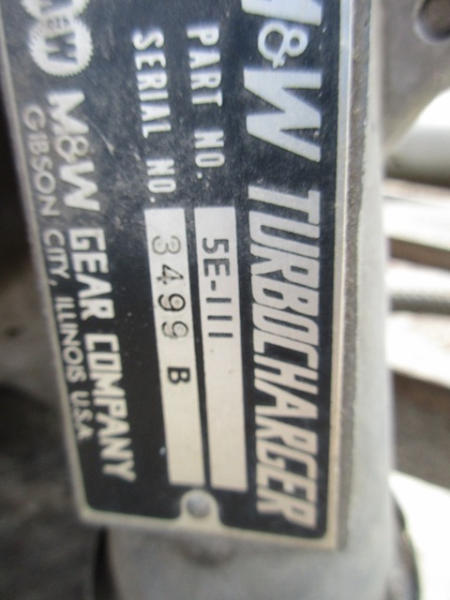 M&W TURBOCHARGER
PART NO. 5E-111
SERIAL NO. 3499 B
M&W
M&W GEAR COMPANY
GIBSON CITY, ILLINOIS U.S.A.